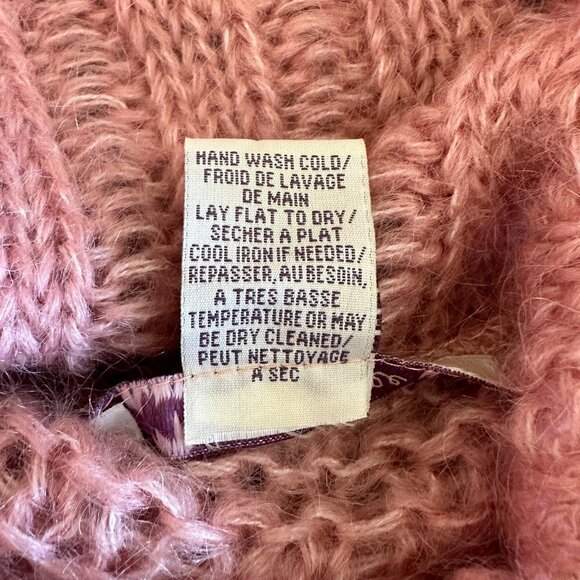 HAND WASH COLD/
FROID DE LAVAGE
DE MAIN
LAY FLAT TO DRY/
SECHER A PLAT
COOL IRON IF NEEDED/
REPASSER, AU BESOIN,
A TRES BASSE
TEMPERATURE OR MAY
BE DRY CLEANED/
PEUT NETTOYAGE
A SEC